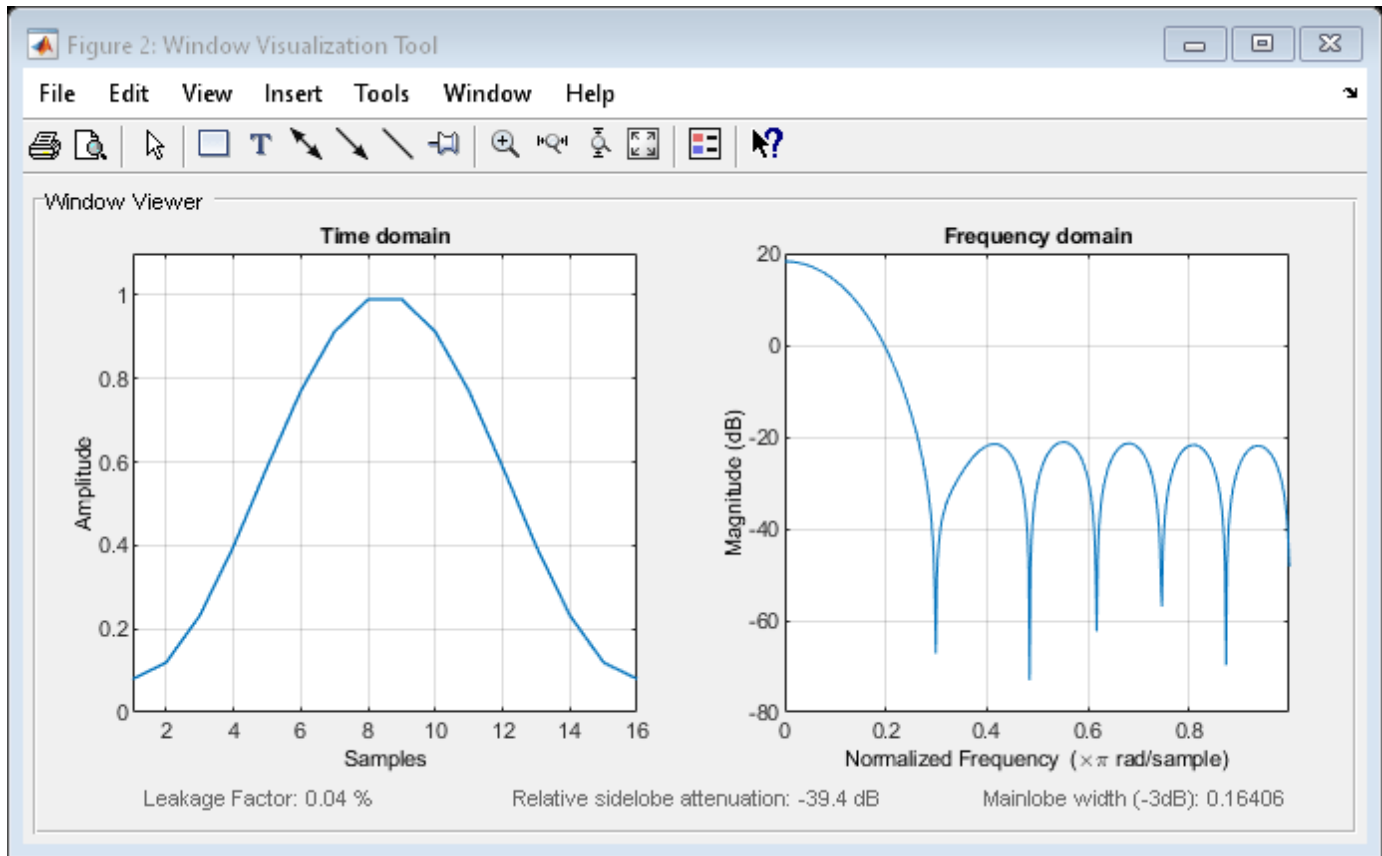 Figure 2: Window Visualization Tool
File Edit View Insert Tools Window Help
T
?
Window Viewer
Time domain
1
0.8
0.6
0.4
0.2
0
Amplitude
2 4 6 8 10 12 14 16
Samples
Frequency domain
20
0
-20
-40
-60
-80
Magnitude (dB)
0 0.2 0.4 0.6 0.8
Normalized Frequency (×π rad/sample)
Leakage Factor: 0.04 %
Relative sidelobe attenuation: -39.4 dB
Mainlobe width (-3dB): 0.16406